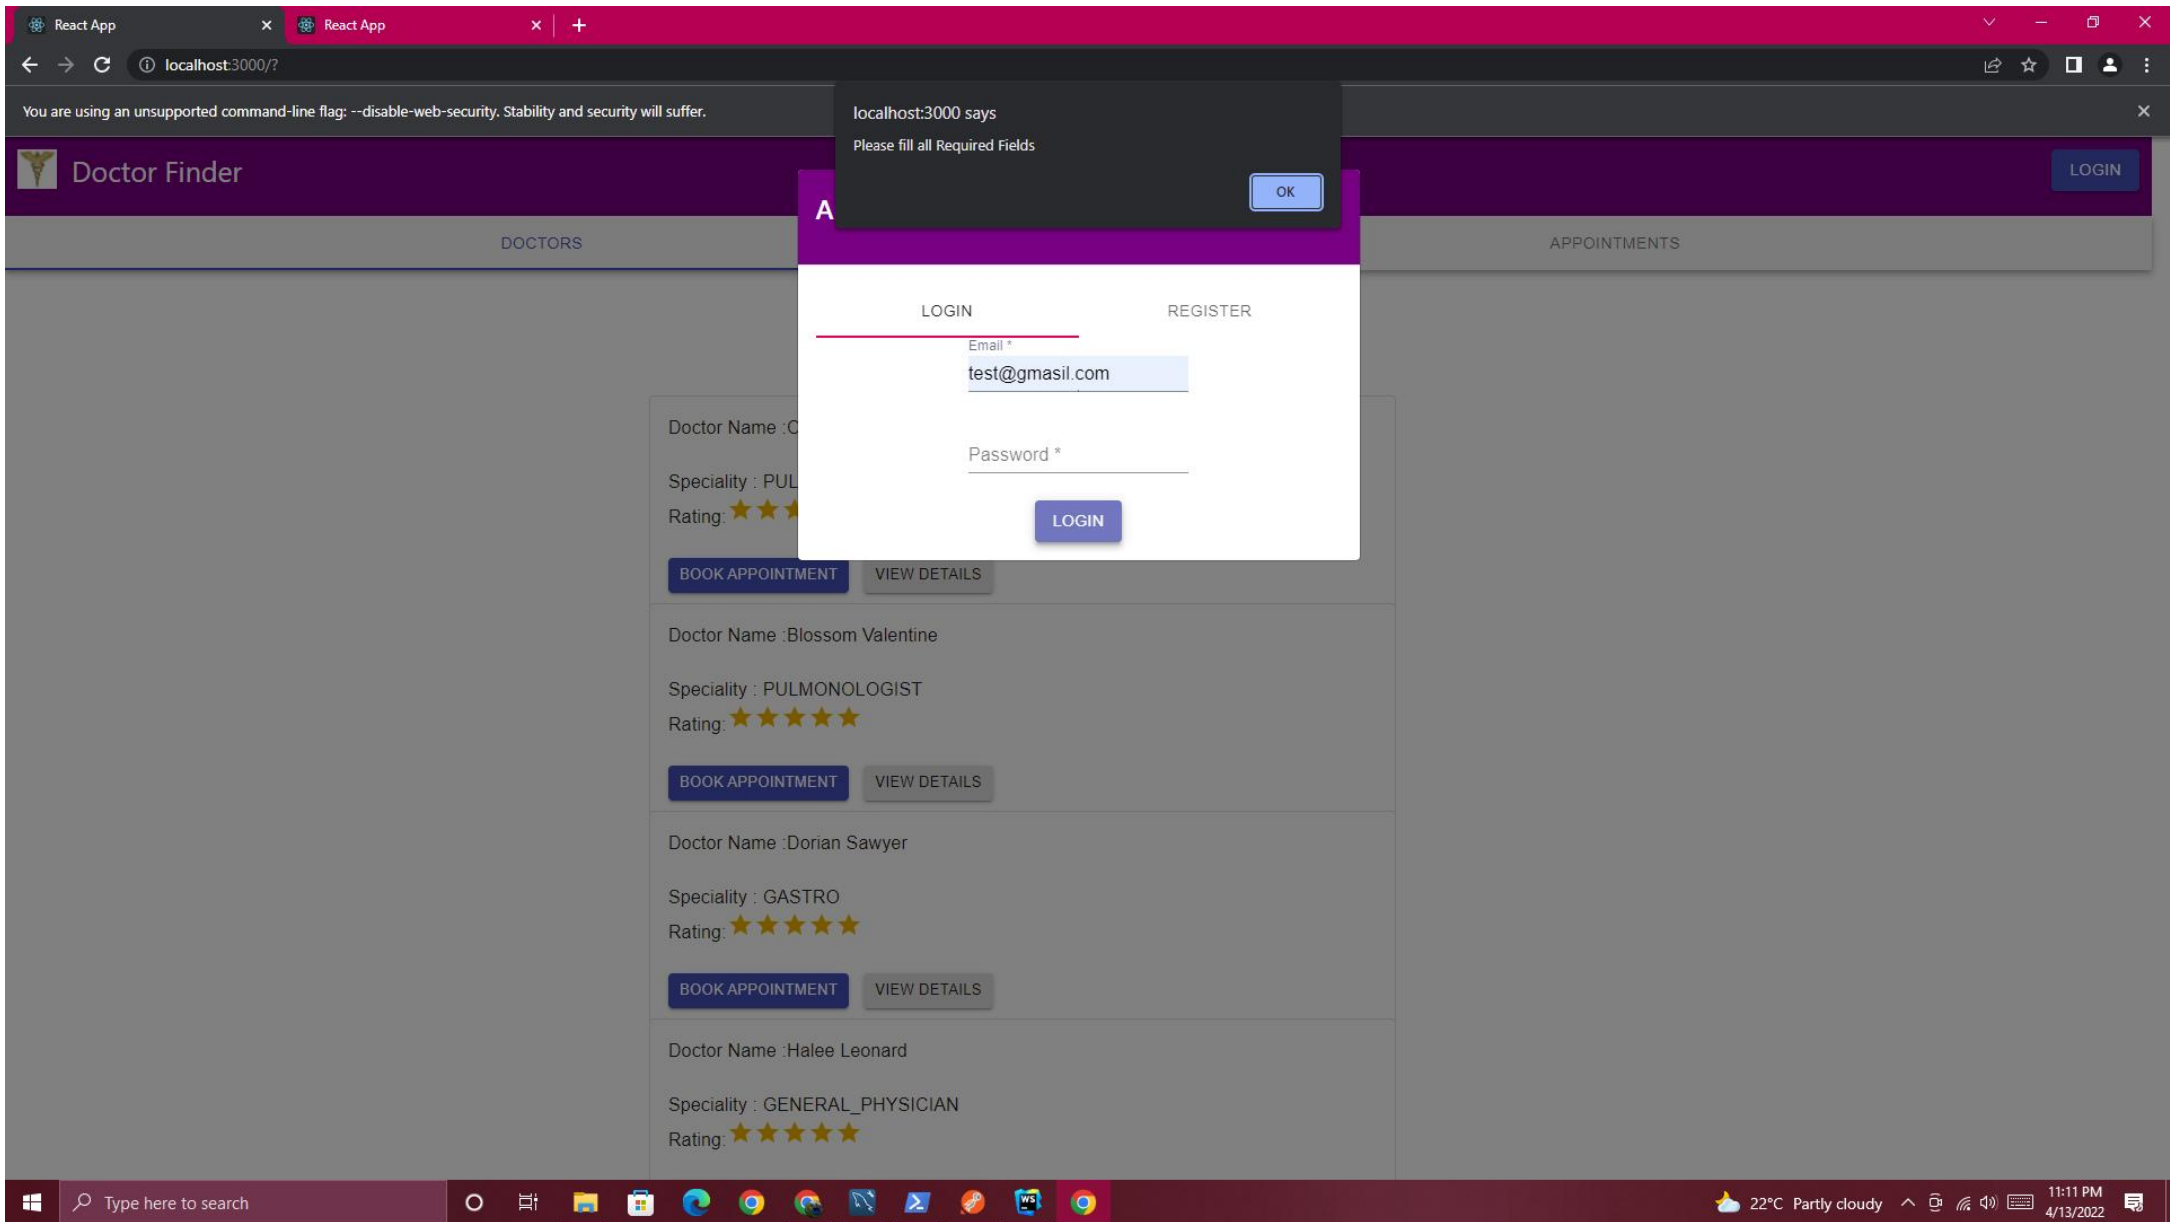 React App
React App
localhost:3000/?
You are using an unsupported command-line flag: --disable-web-security. Stability and security will suffer.
localhost:3000 says
Please fill all Required Fields
OK
Doctor Finder
LOGIN
A
DOCTORS
APPOINTMENTS
LOGIN
REGISTER
Email *
test@gmasil.com
Password *
LOGIN
Doctor Name :
Speciality : PUL
Rating:
BOOK APPOINTMENT
VIEW DETAILS
Doctor Name :Blossom Valentine
Speciality : PULMONOLOGIST
Rating:
BOOK APPOINTMENT
VIEW DETAILS
Doctor Name :Dorian Sawyer
Speciality : GASTRO
Rating:
BOOK APPOINTMENT
VIEW DETAILS
Doctor Name :Halee Leonard
Speciality : GENERAL_PHYSICIAN
Rating:
Type here to search
WS
22°C Partly cloudy
11:11 PM
4/13/2022